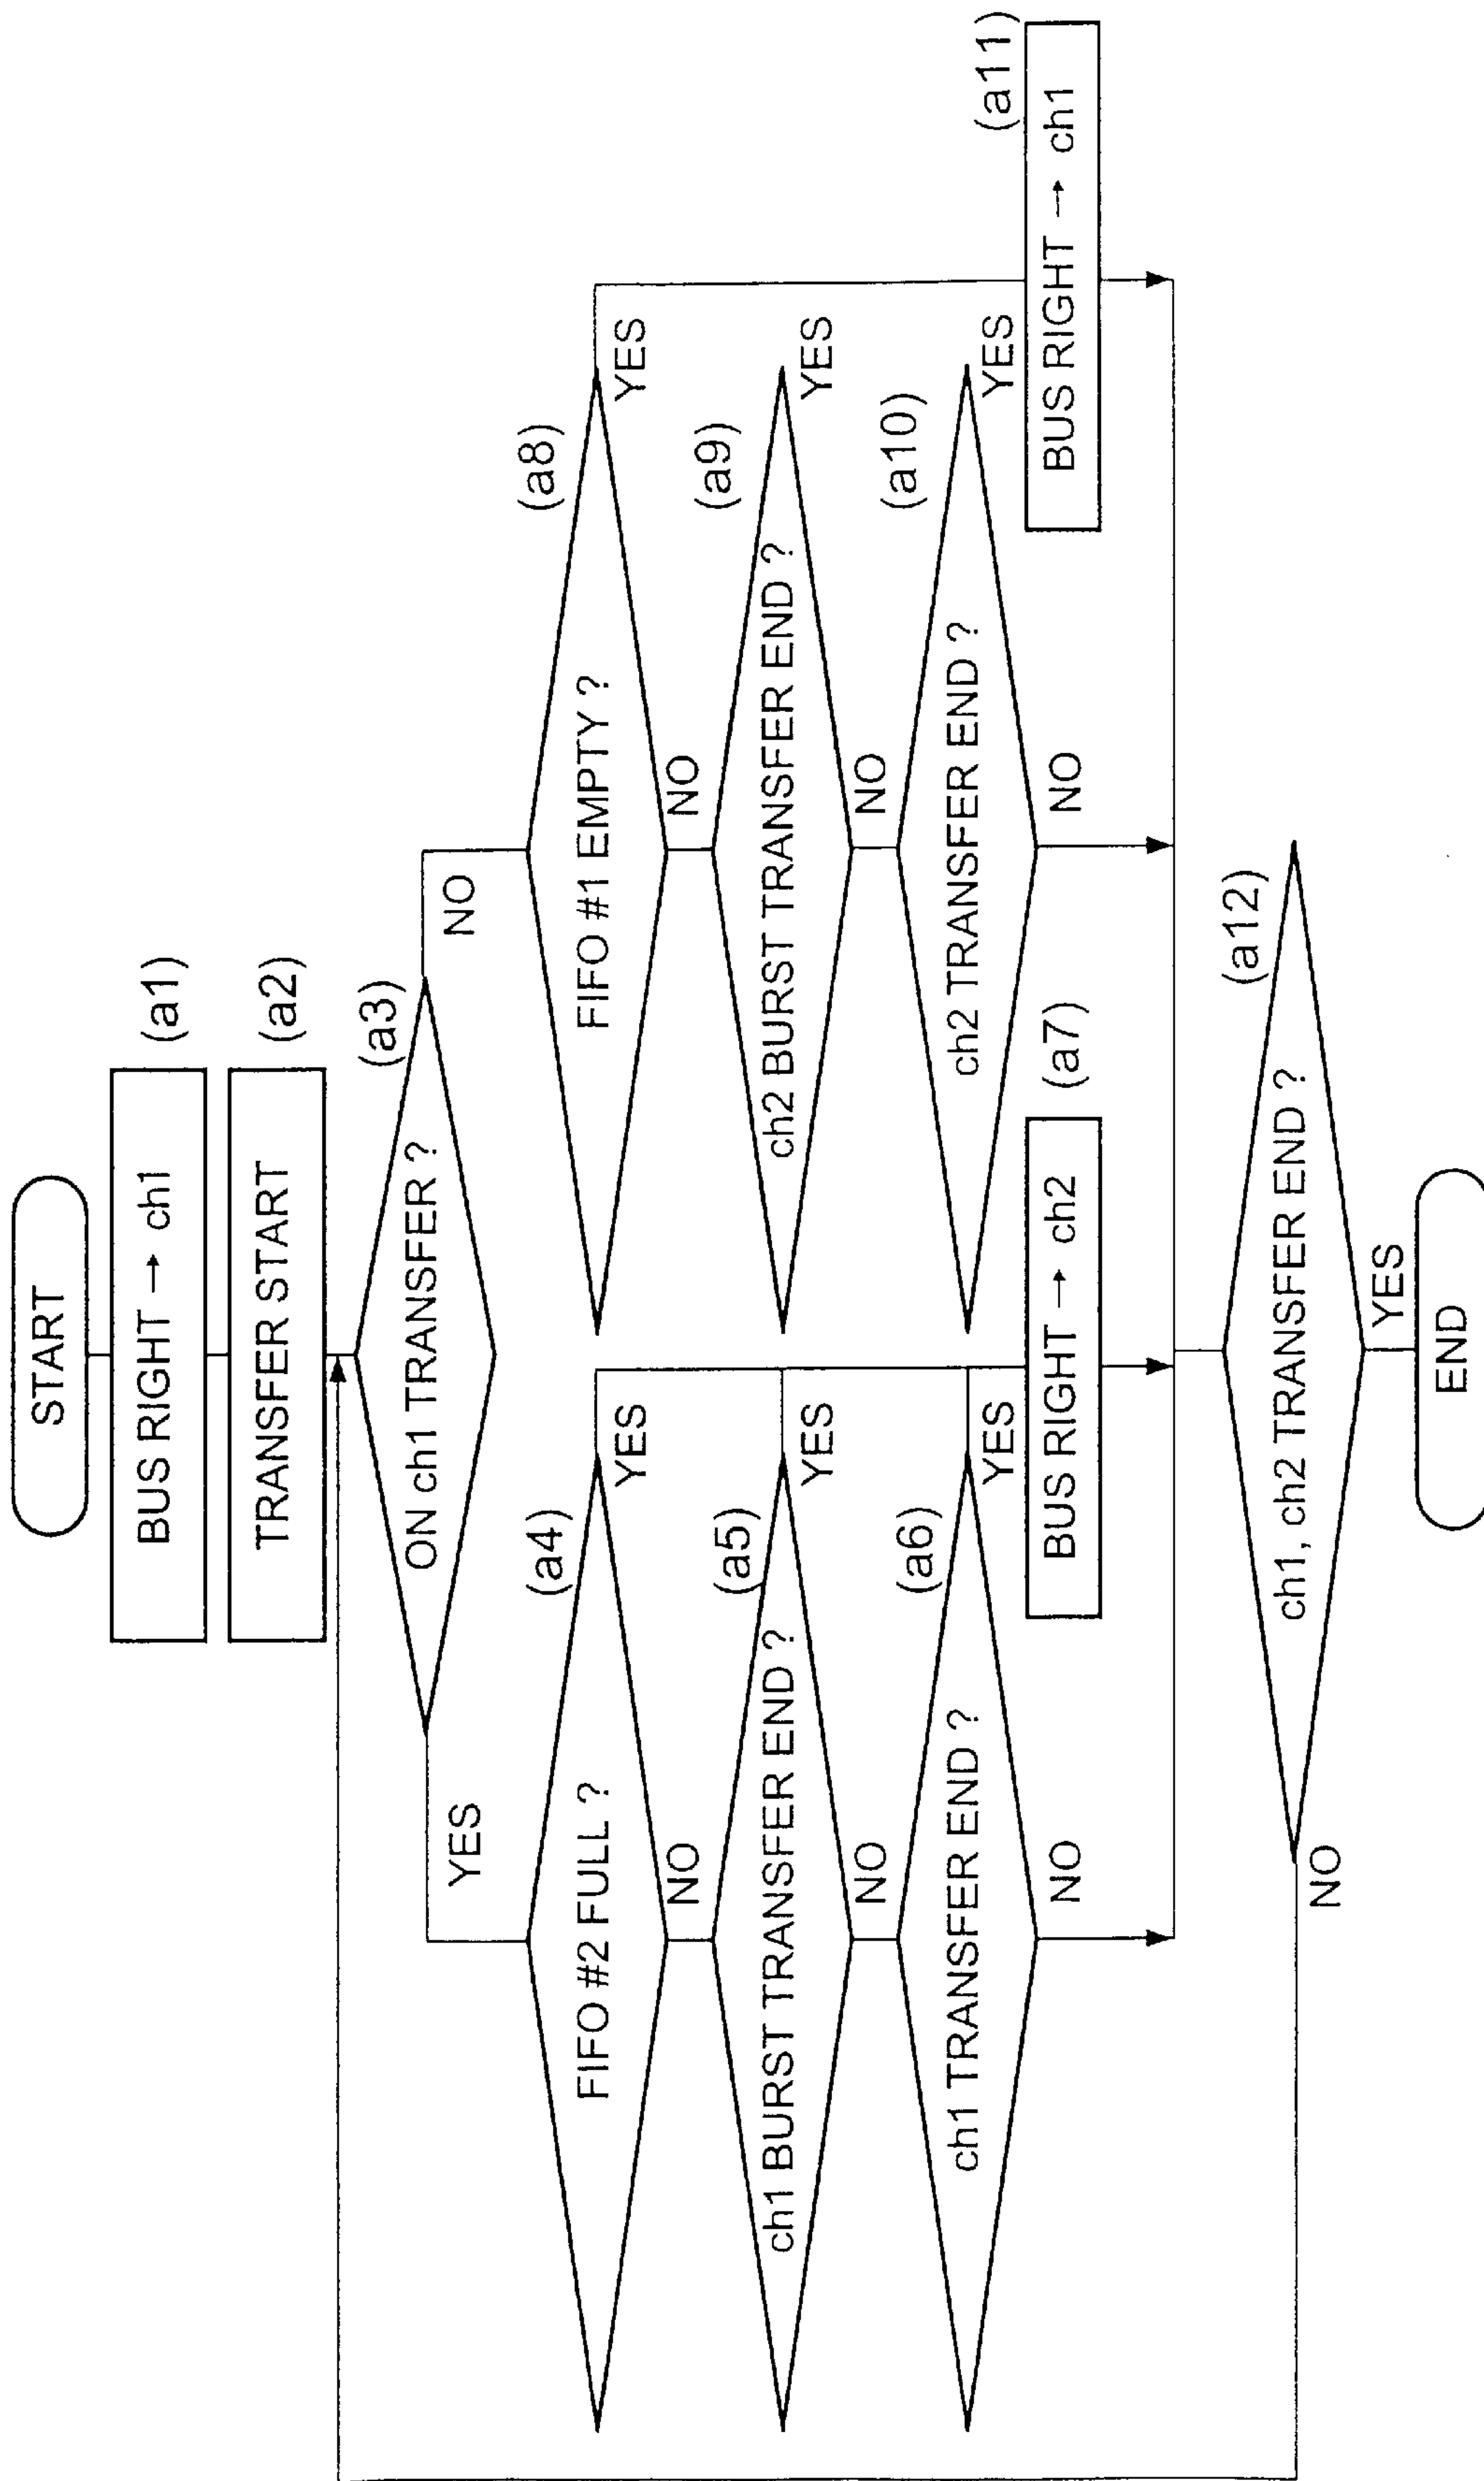 START
BUS RIGHT → ch1
(a1)
TRANSFER START
(a2)
ON ch1 TRANSFER ?
(a3)
YES
NO
FIFO #2 FULL ?
(a4)
YES
NO
ch1 BURST TRANSFER END ?
(a5)
YES
NO
ch1 TRANSFER END ?
(a6)
YES
NO
BUS RIGHT → ch2
(a7)
FIFO #1 EMPTY ?
(a8)
YES
NO
ch2 BURST TRANSFER END ?
(a9)
YES
NO
ch2 TRANSFER END ?
(a10)
YES
NO
BUS RIGHT → ch1
(a11)
ch1, ch2 TRANSFER END ?
(a12)
NO
YES
END